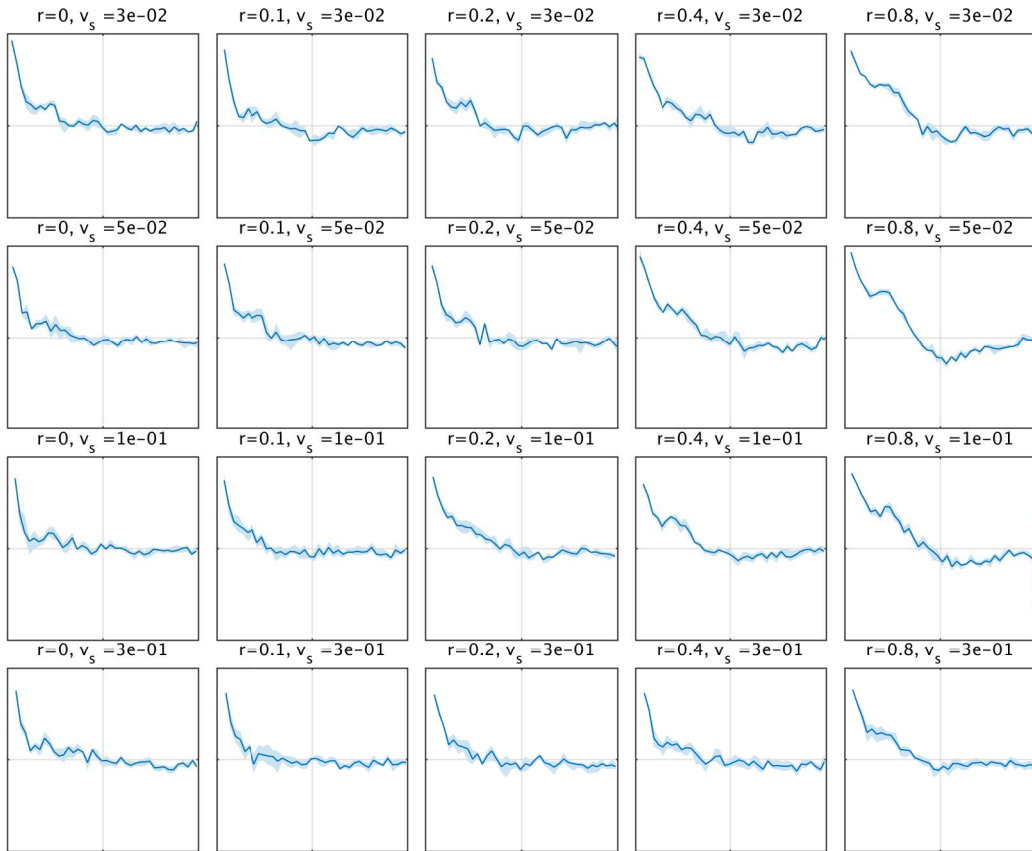 r=0, v_s =3e-02
r=0.1, v_s =3e-02
r=0.2, v_s =3e-02
r=0.4, v_s =3e-02
r=0.8, v_s =3e-02
r=0, v_s =5e-02
r=0.1, v_s =5e-02
r=0.2, v_s =5e-02
r=0.4, v_s =5e-02
r=0.8, v_s =5e-02
r=0, v_s =1e-01
r=0.1, v_s =1e-01
r=0.2, v_s =1e-01
r=0.4, v_s =1e-01
r=0.8, v_s =1e-01
r=0, v_s =3e-01
r=0.1, v_s =3e-01
r=0.2, v_s =3e-01
r=0.4, v_s =3e-01
r=0.8, v_s =3e-01